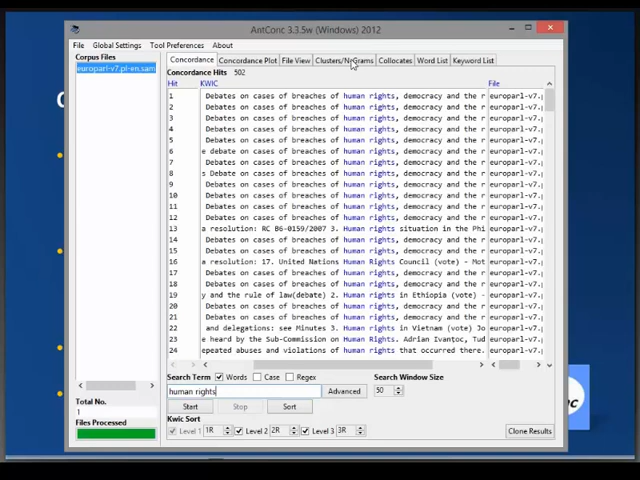 AntConc 3.3.5w (Windows) 2012
File Global Settings Tool Preferences About
Corpus Files
europarl-v7.pl-en.sam
Concordance Concordance Plot File View Clusters/N-Grams Collocates Word List Keyword List
Concordance Hits 502
Hit KWIC File
1 Debates on cases of breaches of human rights, democracy and the r europarl-v7.
2 Debates on cases of breaches of human rights, democracy and the r europarl-v7.
3 Debates on cases of breaches of human rights, democracy and the r europarl-v7.
4 Debates on cases of breaches of human rights, democracy and the r europarl-v7.
5 Debates on cases of breaches of human rights, democracy and the r europarl-v7.
6 e debate on cases of breaches of human rights, democracy and the r europarl-v7.
7 Debates on cases of breaches of human rights, democracy and the r europarl-v7.
8 s Debate on cases of breaches of human rights, democracy and the r europarl-v7.
9 Debates on cases of breaches of human rights, democracy and the r europarl-v7.
10 Debates on cases of breaches of human rights, democracy and the r europarl-v7.
11 Debates on cases of breaches of human rights, democracy and the r europarl-v7.
12 Debates on cases of breaches of human rights, democracy and the r europarl-v7.
13 a resolution: RC B6-0159/2007 3. Human rights situation in the Phi europarl-v7.
14 Debates on cases of breaches of human rights, democracy and the r europarl-v7.
15 Debates on cases of breaches of human rights, democracy and the r europarl-v7.
16 a resolution: 17. United Nations Human Rights Council (vote) - Mot europarl-v7.
17 Debates on cases of breaches of human rights, democracy and the r europarl-v7.
18 Debates on cases of breaches of human rights, democracy and the r europarl-v7.
19 y and the rule of law(debate) 2. Human rights in Ethiopia (vote) - europarl-v7.
20 Debates on cases of breaches of human rights, democracy and the r europarl-v7.
21 Debates on cases of breaches of human rights, democracy and the r europarl-v7.
22 s and delegations: see Minutes 3. Human rights in Vietnam (vote) 3o europarl-v7.
23 e heard by the Sub-Commission on Human Rights. Adrian Ivanţoc, Tud europarl-v7.
24 epeated abuses and violations of human rights that occurred there. europarl-v7.
Search Term Words Case Regex Search Window Size
human rights Advanced 50
Start Stop Sort
Total No.
1
Files Processed
Kwic Sort
Level 1 1R Level 2 2R Level 3 3R Clone Results